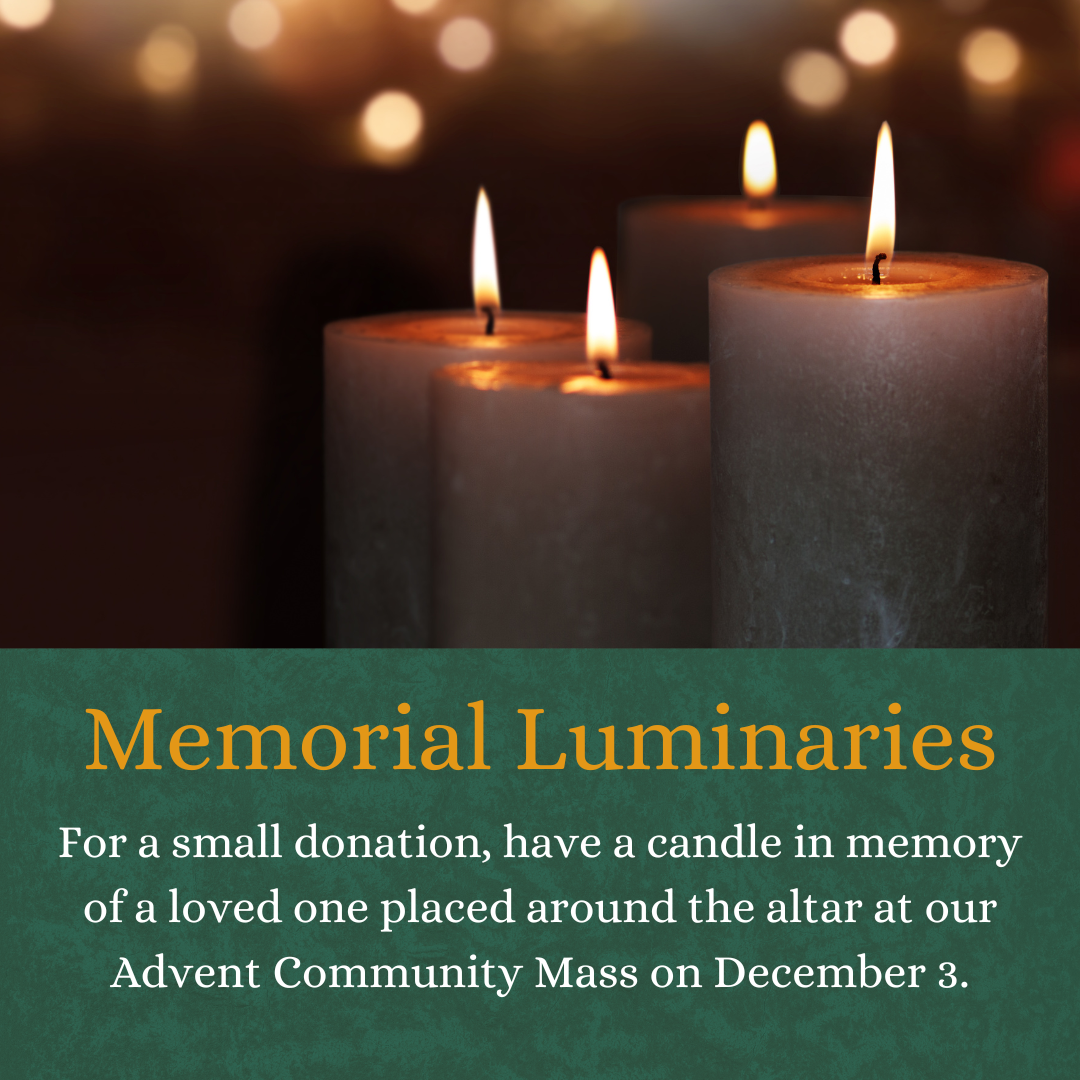 Memorial Luminaries
For a small donation, have a candle in memory
of a loved one placed around the altar at our
Advent Community Mass on December 3.